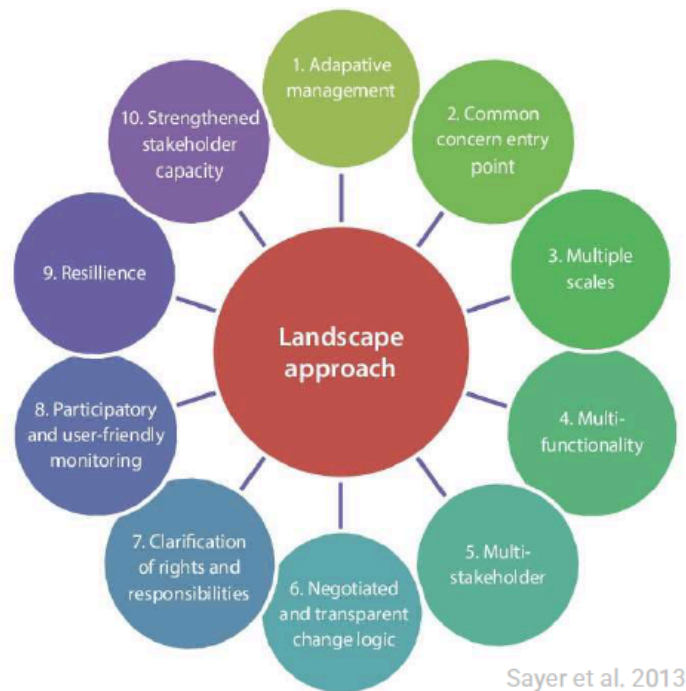 1. Adapative
management
2. Common
concern entry
point
3. Multiple
scales
4. Multi-
functionality
5. Multi-
stakeholder
6. Negotiated
and transparent
change logic
7. Clarification
of rights and
responsibilities
8. Participatory
and user-friendly
monitoring
9. Resillience
10. Strengthened
stakeholder
capacity
Landscape
approach
Sayer et al. 2013